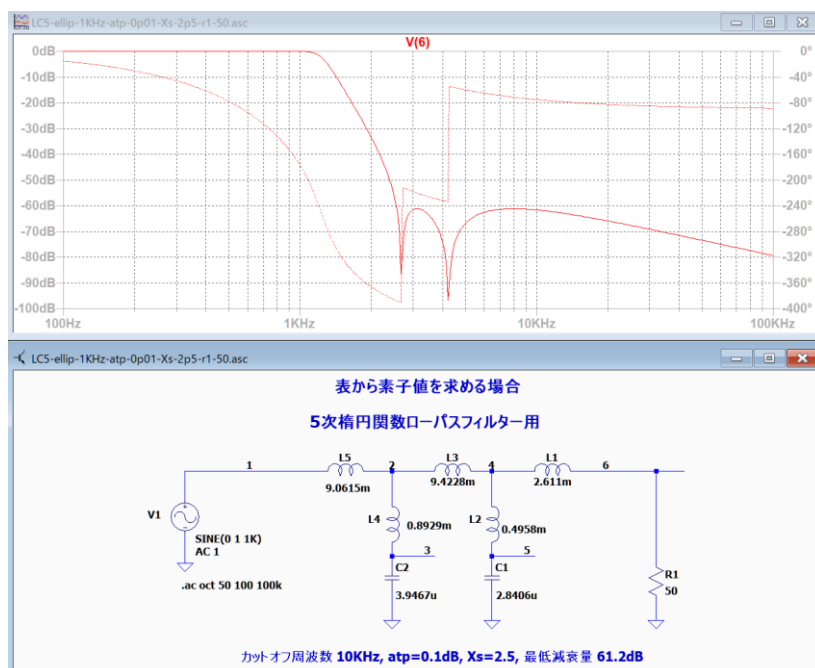 LC5-ellip-1KHz-atp-0p01-Xs-2p5-r1-50.asc
V(6)
0dB
-10dB
-20dB
-30dB
-40dB
-50dB
-60dB
-70dB
-80dB
-90dB
-100dB
0°
-40°
-80°
-120°
-160°
-200°
-240°
-280°
-320°
-360°
-400°
100Hz 1KHz 10KHz 100KHz
LC5-ellip-1KHz-atp-0p01-Xs-2p5-r1-50.asc
表から素子値を求める場合
5次楕円関数ローパスフィルター用
1 L5 2 L3 4 L1 6
9.0615m 9.4228m 2.611m
V1
SINE(0 1 1K)
AC 1
L4 0.8929m
L2 0.4958m
3 5
C2
3.9467u
C1
2.8406u
R1
50
.ac oct 50 100 100k
カットオフ周波数 10KHz, atp=0.1dB, Xs=2.5, 最低減衰量 61.2dB